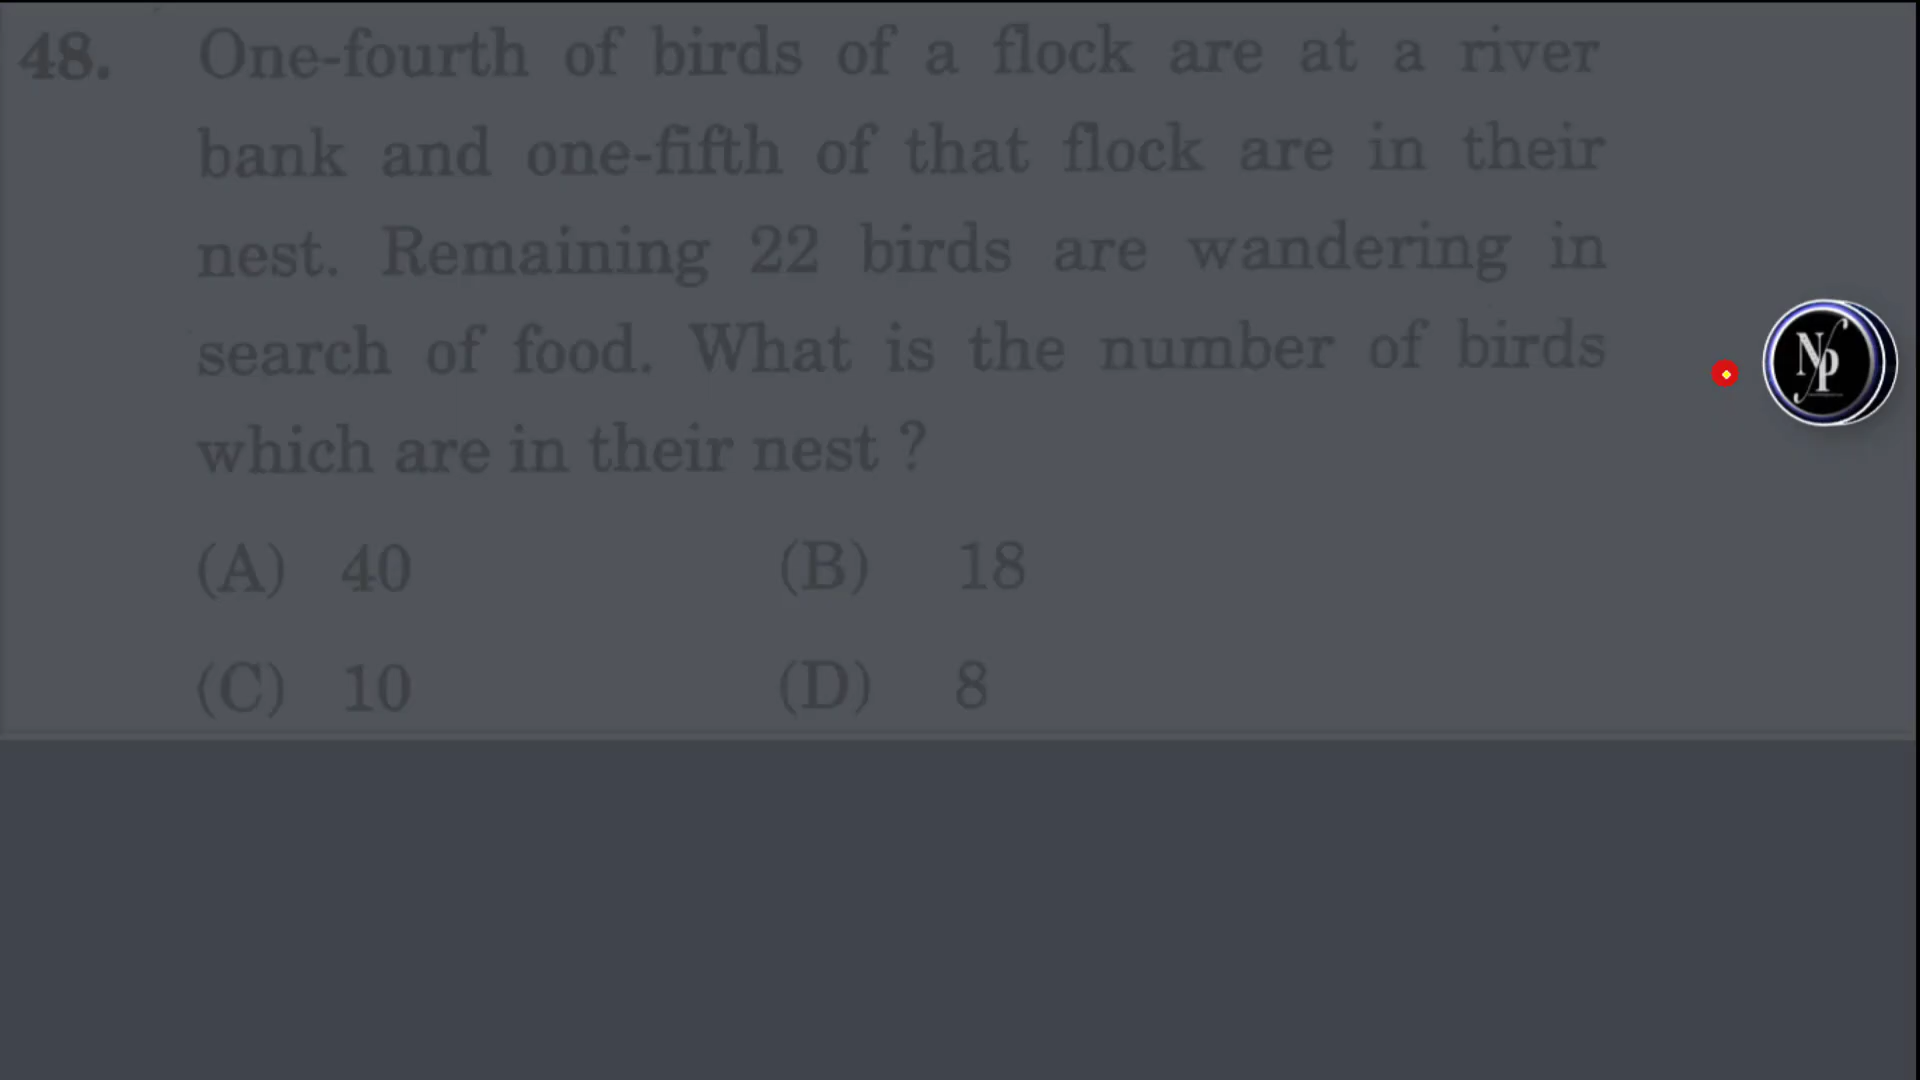 48. One-fourth of birds of a flock are at a river
bank and one-fifth of that flock are in their
nest. Remaining 22 birds are wandering in
search of food. What is the number of birds
which are in their nest ?
(A) 40 (B) 18
(C) 10 (D) 8
Np